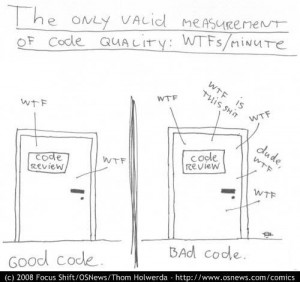 The ONLY VALID MEASUREMENT
OF CODE QUALITY: WTFs/MINUTE
WTF
CODE
REVIEW
WTF
GOOD CODE.
WTF
WTF IS
THIS SHIT
WTF
CODE
REVIEW
dude,
WTF
WTF
BAD CODE.
(c) 2008 Focus Shift/OSNews/Thom Holwerda - http://www.osnews.com/comics